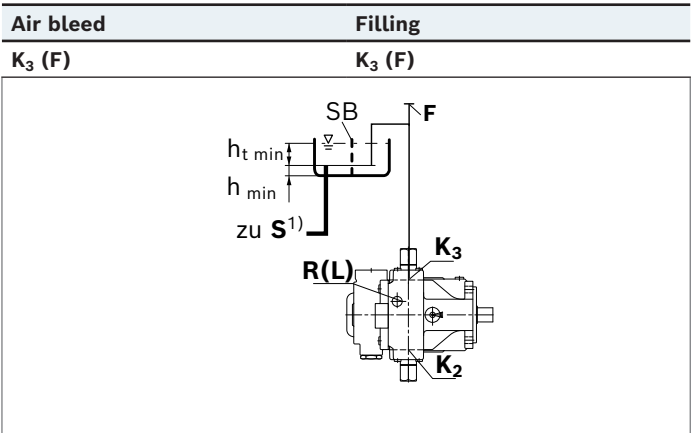 Air bleed Filling
K₃ (F) K₃ (F)
SB F
hₜ ₘᵢₙ
h ₘᵢₙ
zu S¹⁾
K₃
R(L)
K₂